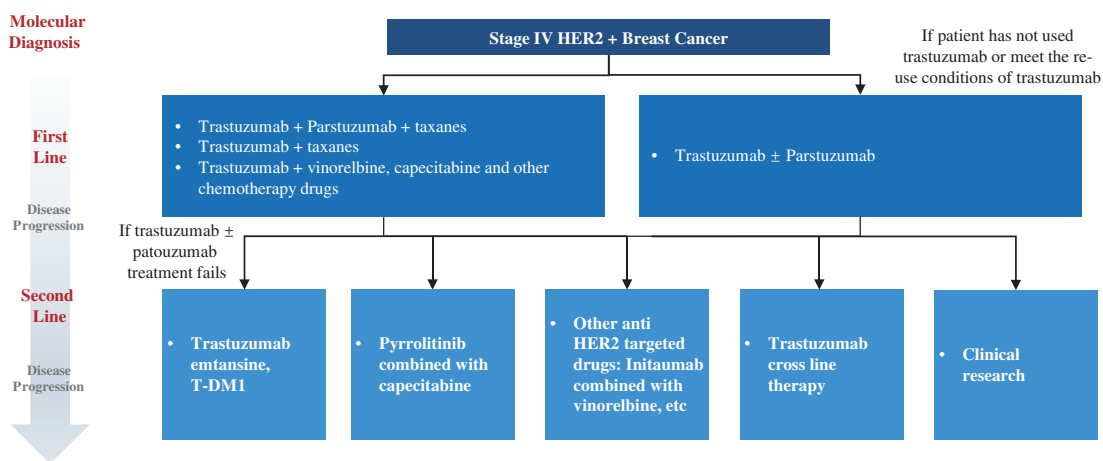 Molecular
Diagnosis
Stage IV HER2 + Breast Cancer
If patient has not used
trastuzumab or meet the re-
use conditions of trastuzumab
First
Line
• Trastuzumab + Parstuzumab + taxanes
• Trastuzumab + taxanes
• Trastuzumab + vinorelbine, capecitabine and other
chemotherapy drugs
• Trastuzumab ± Parstuzumab
Disease
Progression
If trastuzumab ±
patouzumab
treatment fails
Second
Line
• Trastuzumab
emtansine,
T-DM1
• Pyrrolitinib
combined with
capecitabine
• Other anti
HER2 targeted
drugs: Initaumab
combined with
vinorelbine, etc
• Trastuzumab
cross line
therapy
• Clinical
research
Disease
Progression